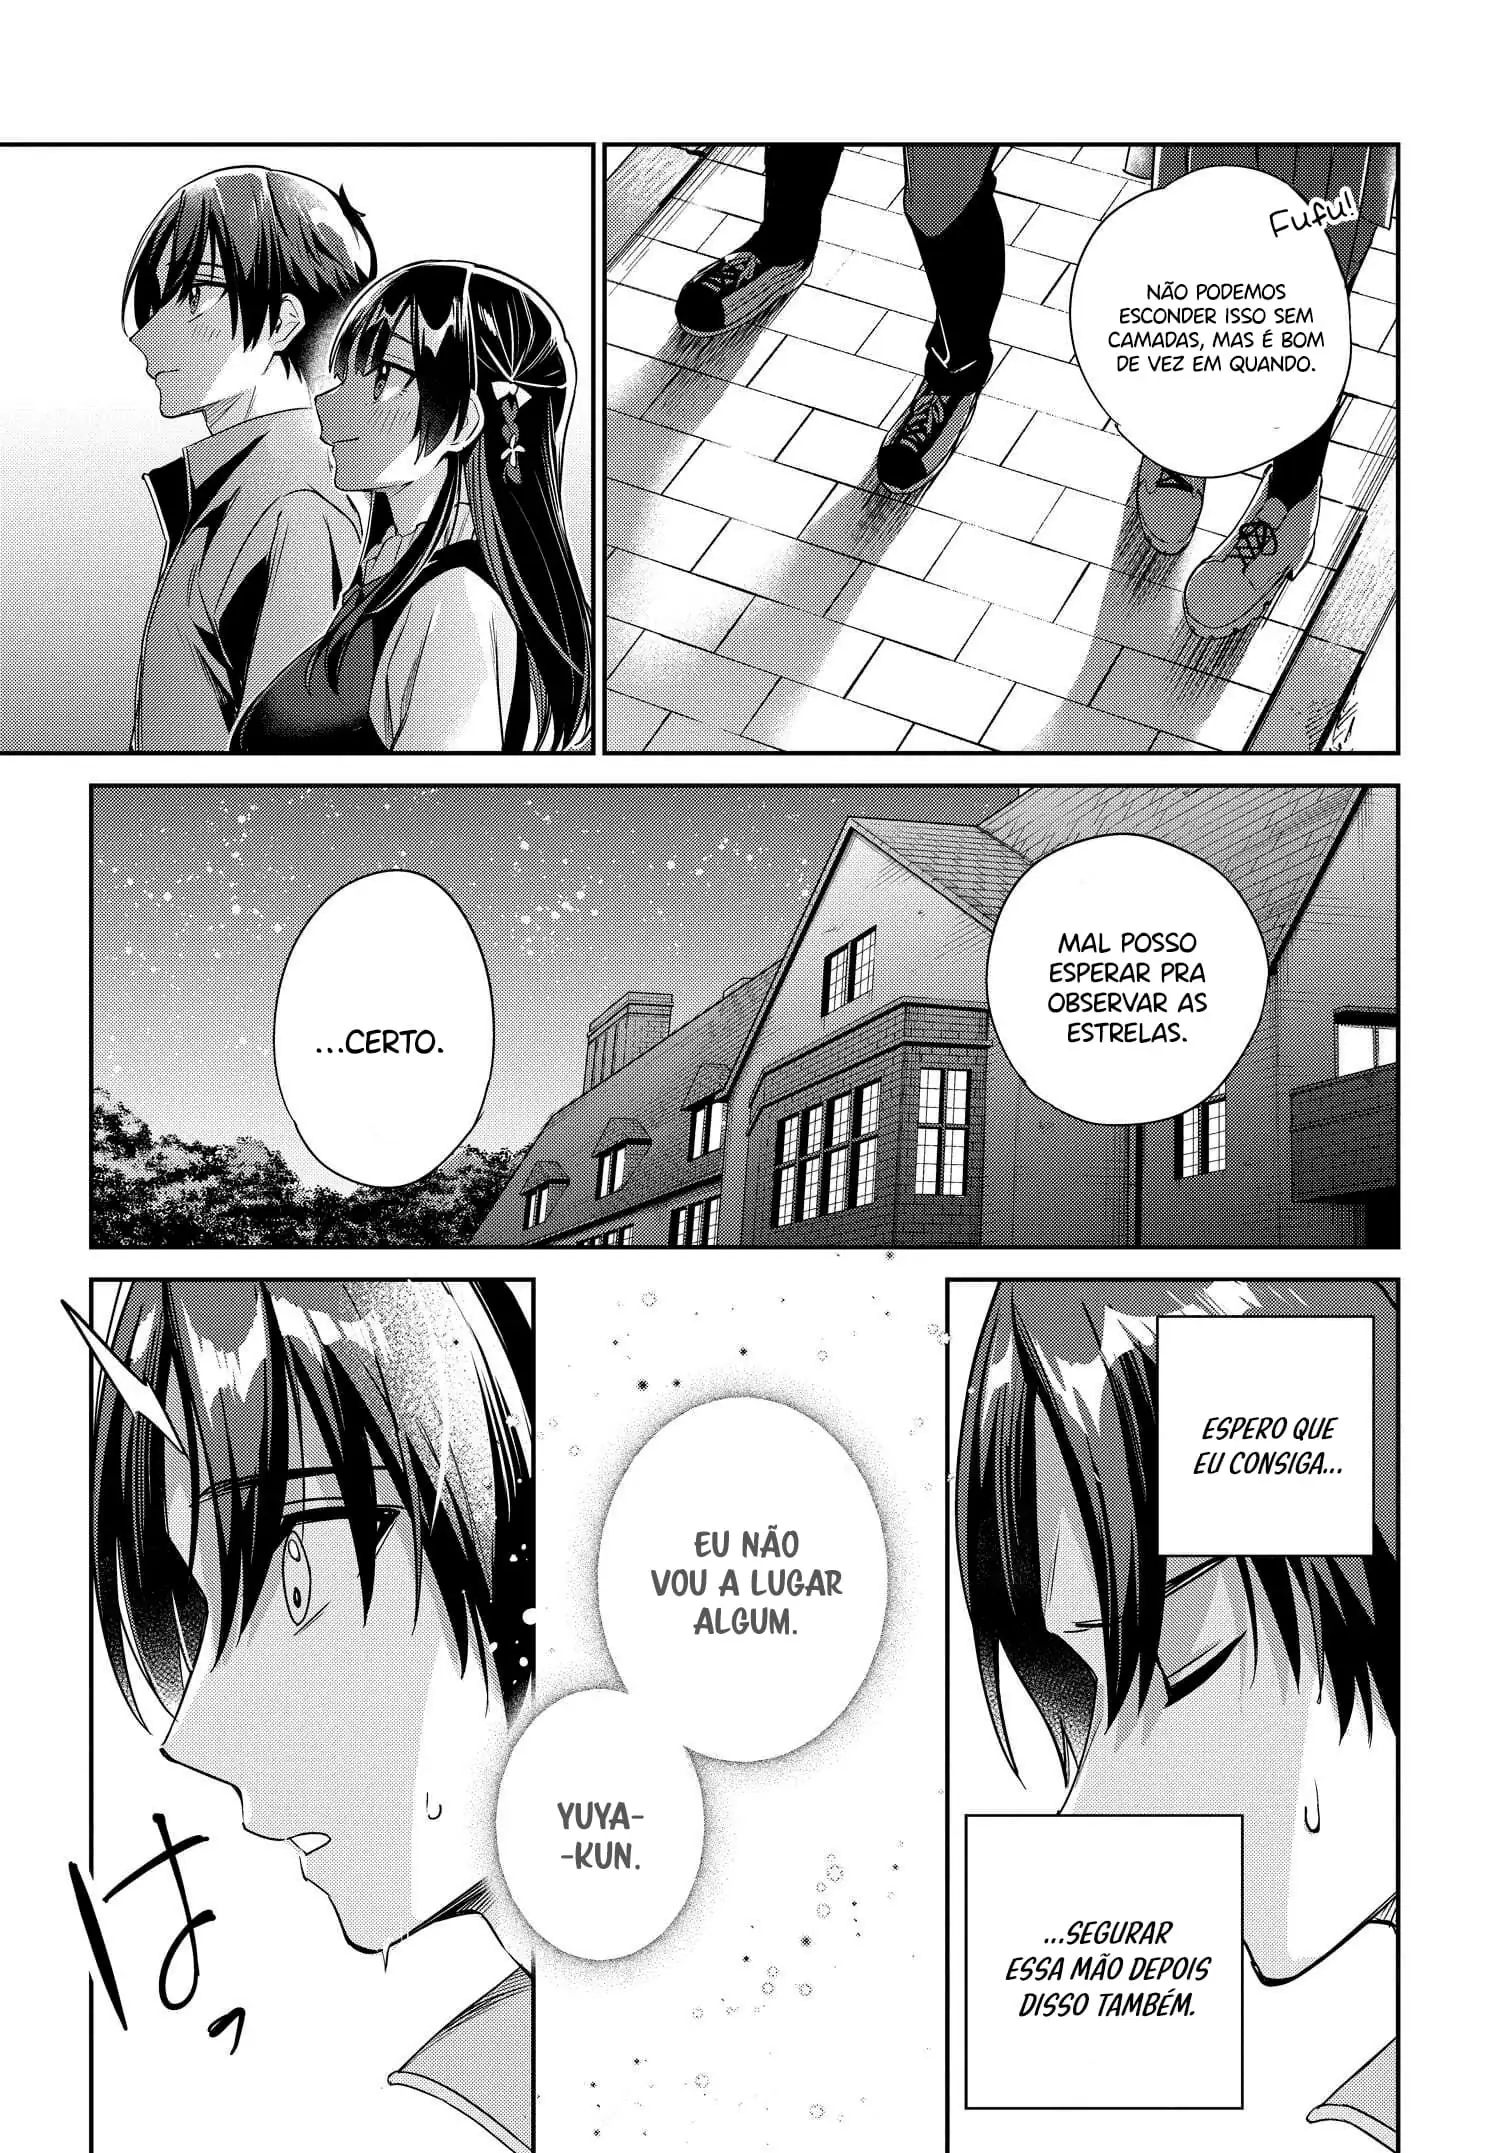 Fufu!
NÃO PODEMOS
ESCONDER ISSO SEM
CAMADAS, MAS É BOM
DE VEZ EM QUANDO.
MAL POSSO
ESPERAR PRA
OBSERVAR AS
ESTRELAS.
...CERTO.
ESPERO QUE
EU CONSIGA...
...SEGURAR
ESSA MÃO DEPOIS
DISSO TAMBÉM.
EU NÃO
VOU A LUGAR
ALGUM.
YUYA-
-KUN.
はっ